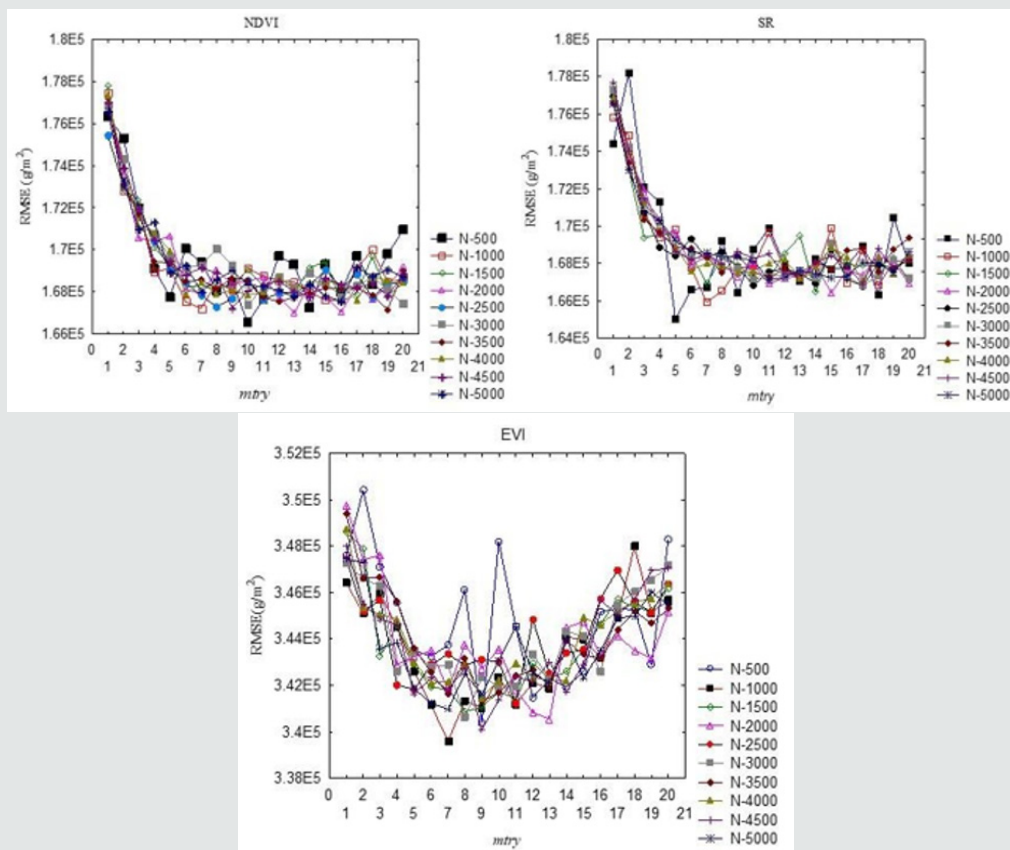 NDVI
1.8E5
1.78E5
1.76E5
1.74E5
1.72E5
1.7E5
1.68E5
1.66E5
RMSE (g/m²)
0 2 4 6 8 10 12 14 16 18 20
1 3 5 7 9 11 13 15 17 19 21
mtry
N-500
N-1000
N-1500
N-2000
N-2500
N-3000
N-3500
N-4000
N-4500
N-5000
SR
1.8E5
1.78E5
1.76E5
1.74E5
1.72E5
1.7E5
1.68E5
1.66E5
1.64E5
RMSE (g/m²)
0 2 4 6 8 10 12 14 16 18 20
1 3 5 7 9 11 13 15 17 19 21
mtry
N-500
N-1000
N-1500
N-2000
N-2500
N-3000
N-3500
N-4000
N-4500
N-5000
EVI
3.52E5
3.5E5
3.48E5
3.46E5
3.44E5
3.42E5
3.4E5
3.38E5
RMSE(g/m²)
0 2 4 6 8 10 12 14 16 18 20
1 3 5 7 9 11 13 15 17 19 21
mtry
N-500
N-1000
N-1500
N-2000
N-2500
N-3000
N-3500
N-4000
N-4500
N-5000